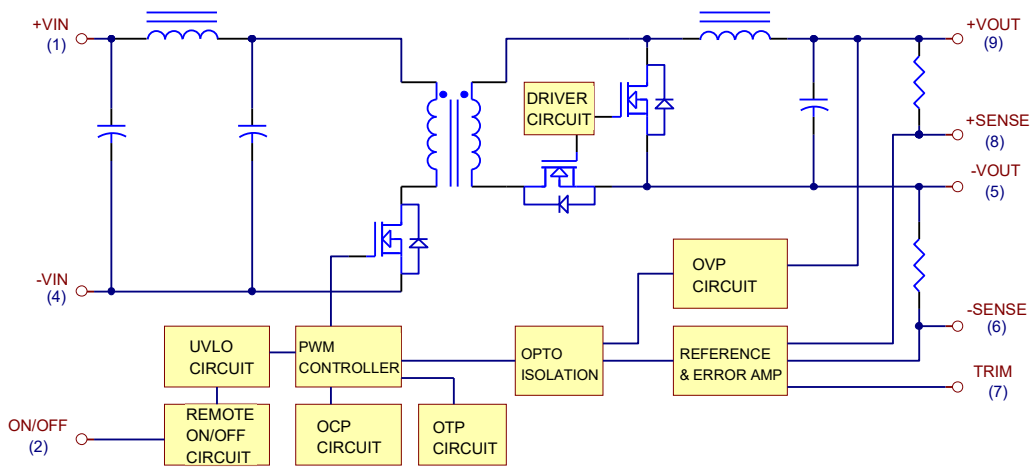 +VIN
(1)
+VOUT
(9)
DRIVER
CIRCUIT
+SENSE
(8)
-VOUT
(5)
-VIN
(4)
OVP
CIRCUIT
-SENSE
(6)
UVLO
CIRCUIT
PWM
CONTROLLER
OPTO
ISOLATION
REFERENCE
& ERROR AMP
TRIM
(7)
ON/OFF
(2)
REMOTE
ON/OFF
CIRCUIT
OCP
CIRCUIT
OTP
CIRCUIT